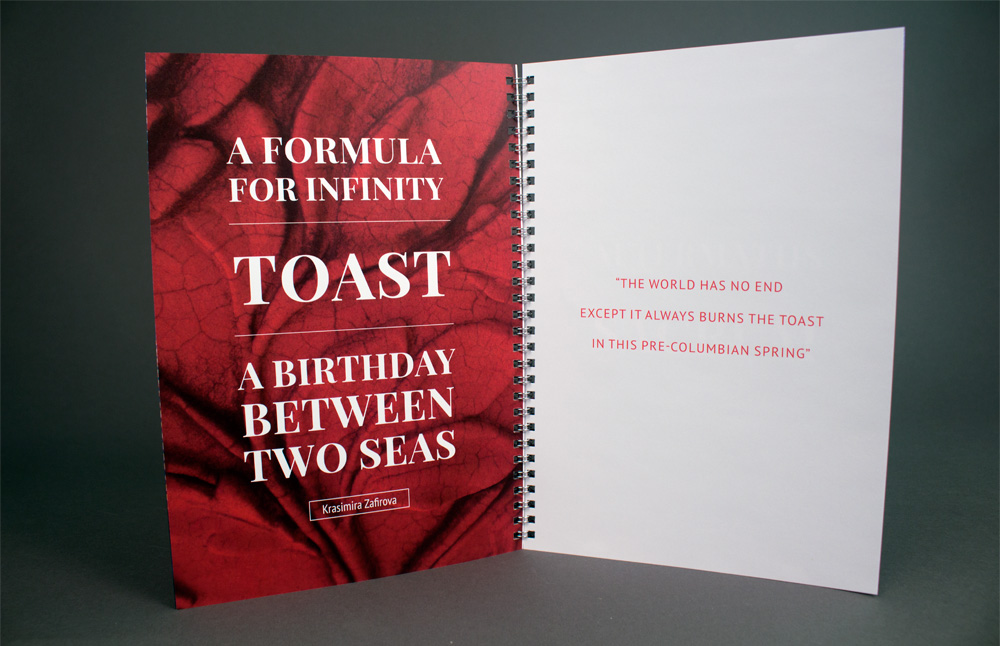 A FORMULA
FOR INFINITY
TOAST
A BIRTHDAY
BETWEEN
TWO SEAS
Krasimira Zafirova
“THE WORLD HAS NO END
EXCEPT IT ALWAYS BURNS THE TOAST
IN THIS PRE-COLUMBIAN SPRING”